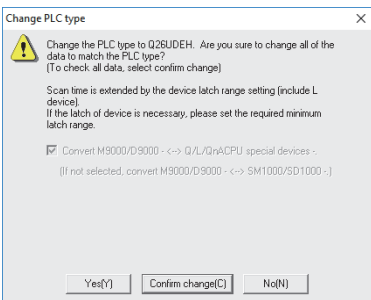 Change PLC type
Change the PLC type to Q26UDEH. Are you sure to change all of the
data to match the PLC type?
(To check all data, select confirm change)
Scan time is extended by the device latch range setting (include L
device).
If the latch of device is necessary, please set the required minimum
latch range.
Convert M9000/D9000 - <--> Q/L/QnACPU special devices -.
(If not selected, convert M9000/D9000 - <--> SM1000/SD1000 -.)
Yes(Y) Confirm change(C) No(N)